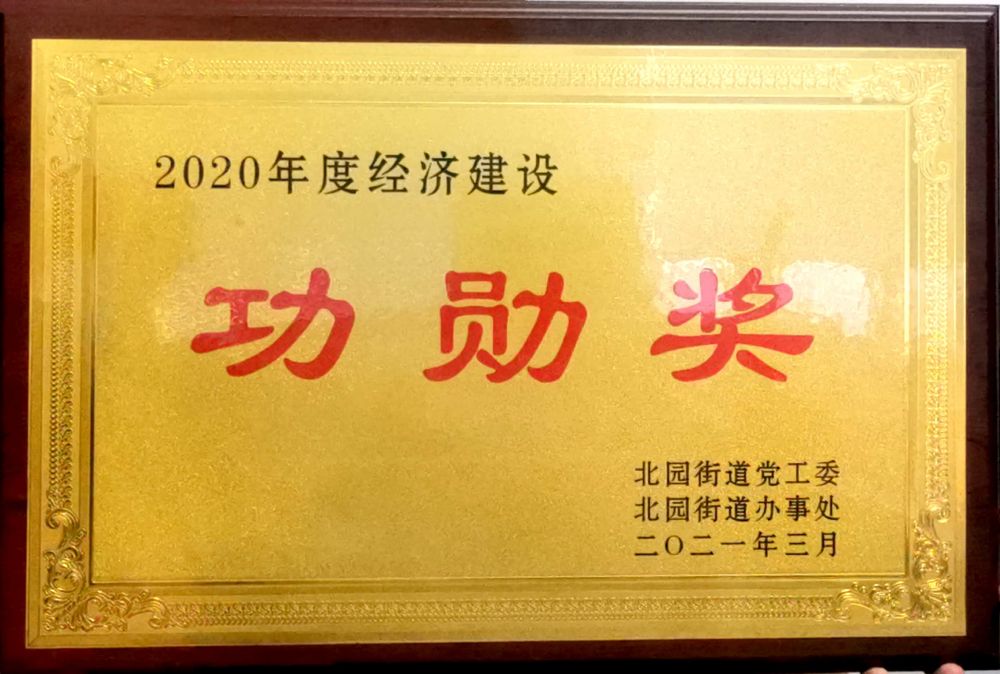 2020年度经济建设
功勋奖
北园街道党工委
北园街道办事处
二〇二一年三月